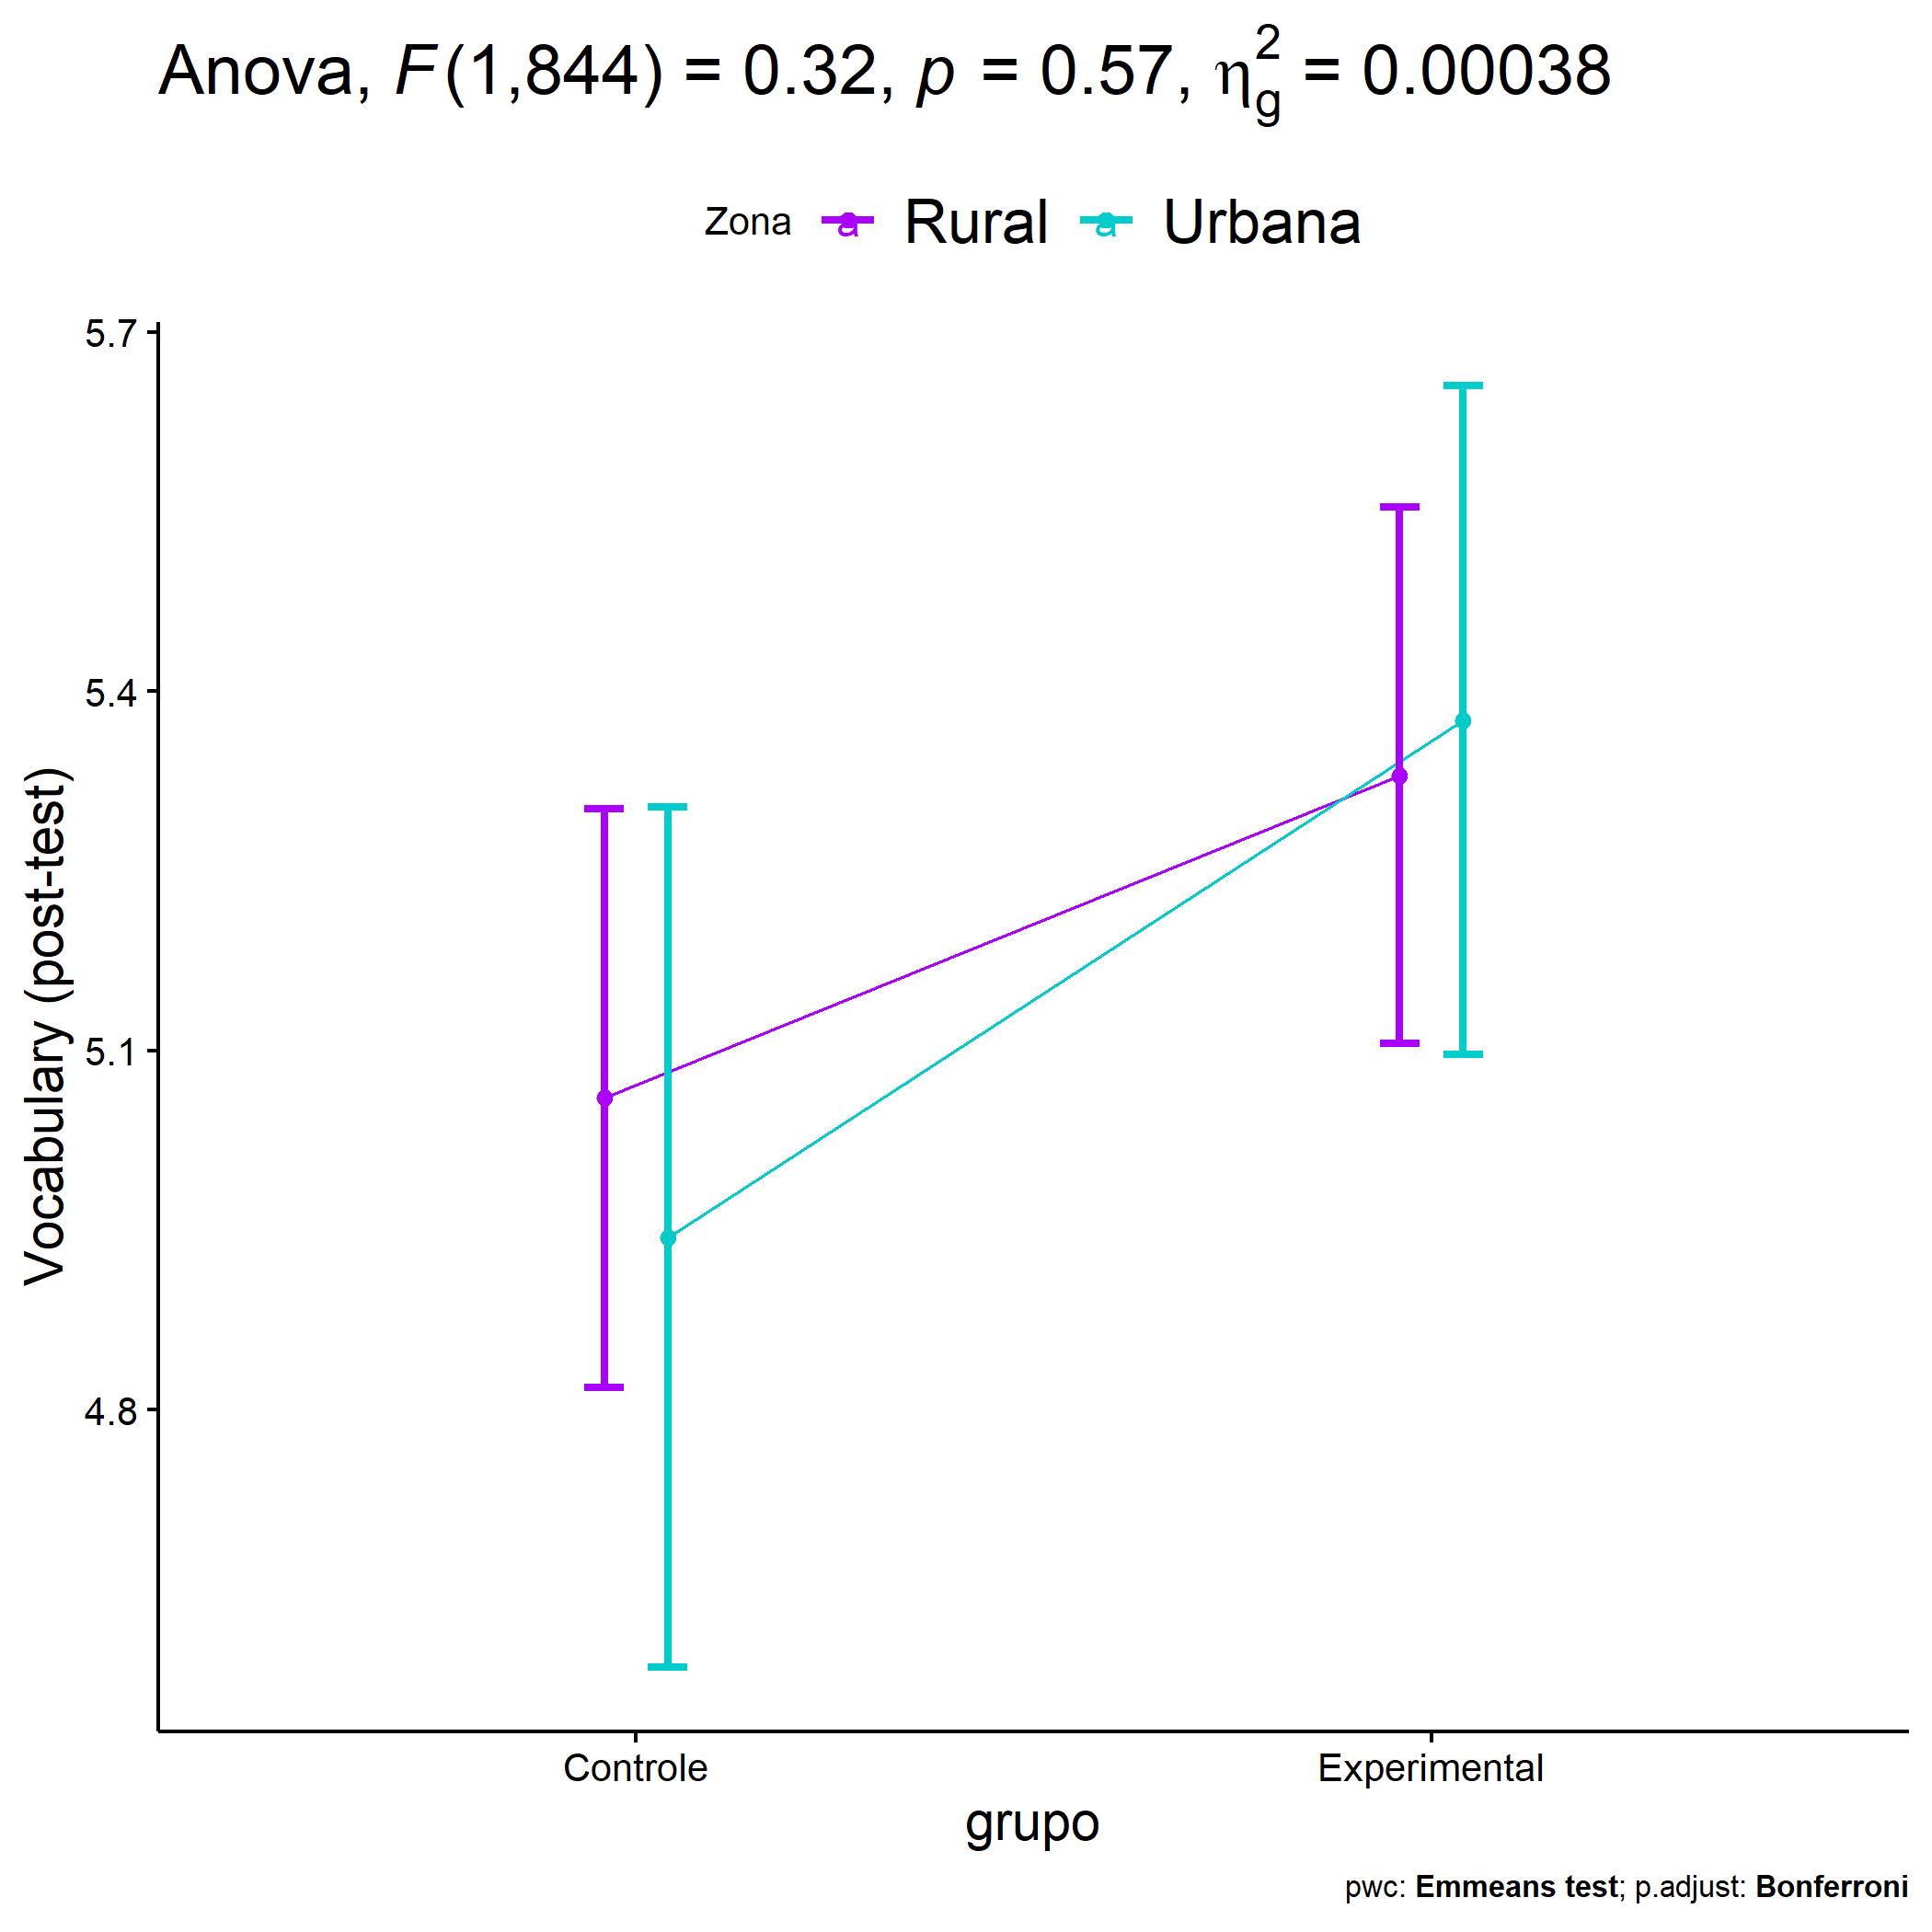 Anova, F(1,844) = 0.32, p = 0.57, η²g = 0.00038
Zona a Rural a Urbana
5.7
5.4
5.1
4.8
Vocabulary (post-test)
Controle Experimental
grupo
pwc: Emmeans test; p.adjust: Bonferroni